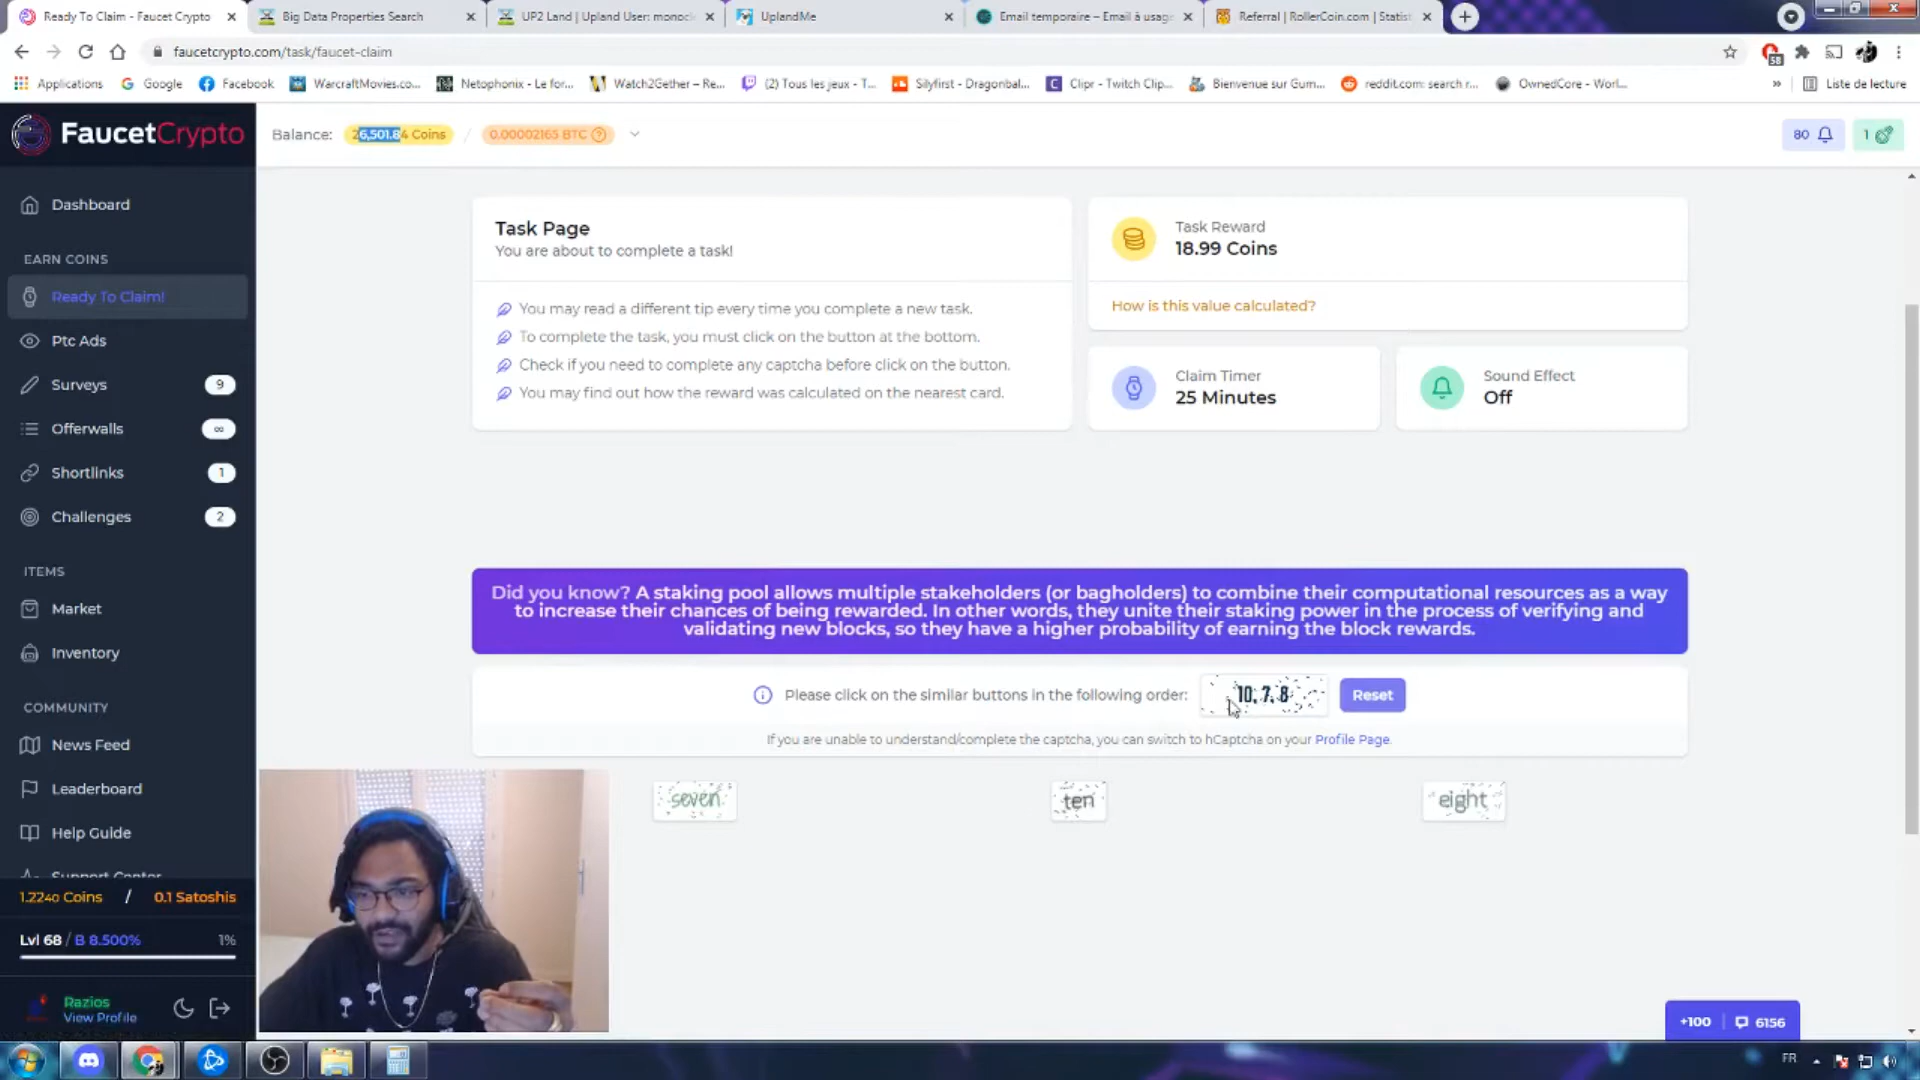 Ready To Claim - Faucet Crypto
Big Data Properties Search
UP2 Land | Upland User: monocl
UplandMe
Email temporaire – Email à usag
Referral | RollerCoin.com | Statist
faucetcrypto.com/task/faucet-claim
58
Applications
Google
Facebook
WarcraftMovies.co...
Netophonix - Le for...
Watch2Gether – Re...
(2) Tous les jeux - T...
Silyfirst - Dragonbal...
Clipr - Twitch Clip...
Bienvenue sur Gum...
reddit.com: search r...
OwnedCore - Worl...
»
Liste de lecture
FaucetCrypto
Balance:
26,501.84 Coins
/
0.00002165 BTC
80
1
Dashboard
EARN COINS
Ready To Claim!
Ptc Ads
Surveys
9
Offerwalls
∞
Shortlinks
1
Challenges
2
ITEMS
Market
Inventory
COMMUNITY
News Feed
Leaderboard
Help Guide
Support Center
1.2240 Coins / 0.1 Satoshis
Lvl 68 / B 8.500%
1%
Razios
View Profile
Task Page
You are about to complete a task!
You may read a different tip every time you complete a new task.
To complete the task, you must click on the button at the bottom.
Check if you need to complete any captcha before click on the button.
You may find out how the reward was calculated on the nearest card.
Task Reward
18.99 Coins
How is this value calculated?
Claim Timer
25 Minutes
Sound Effect
Off
Did you know? A staking pool allows multiple stakeholders (or bagholders) to combine their computational resources as a way
to increase their chances of being rewarded. In other words, they unite their staking power in the process of verifying and
validating new blocks, so they have a higher probability of earning the block rewards.
Please click on the similar buttons in the following order:
10, 7, 8
Reset
If you are unable to understand/complete the captcha, you can switch to hCaptcha on your Profile Page.
seven
ten
eight
+100
6156
FR